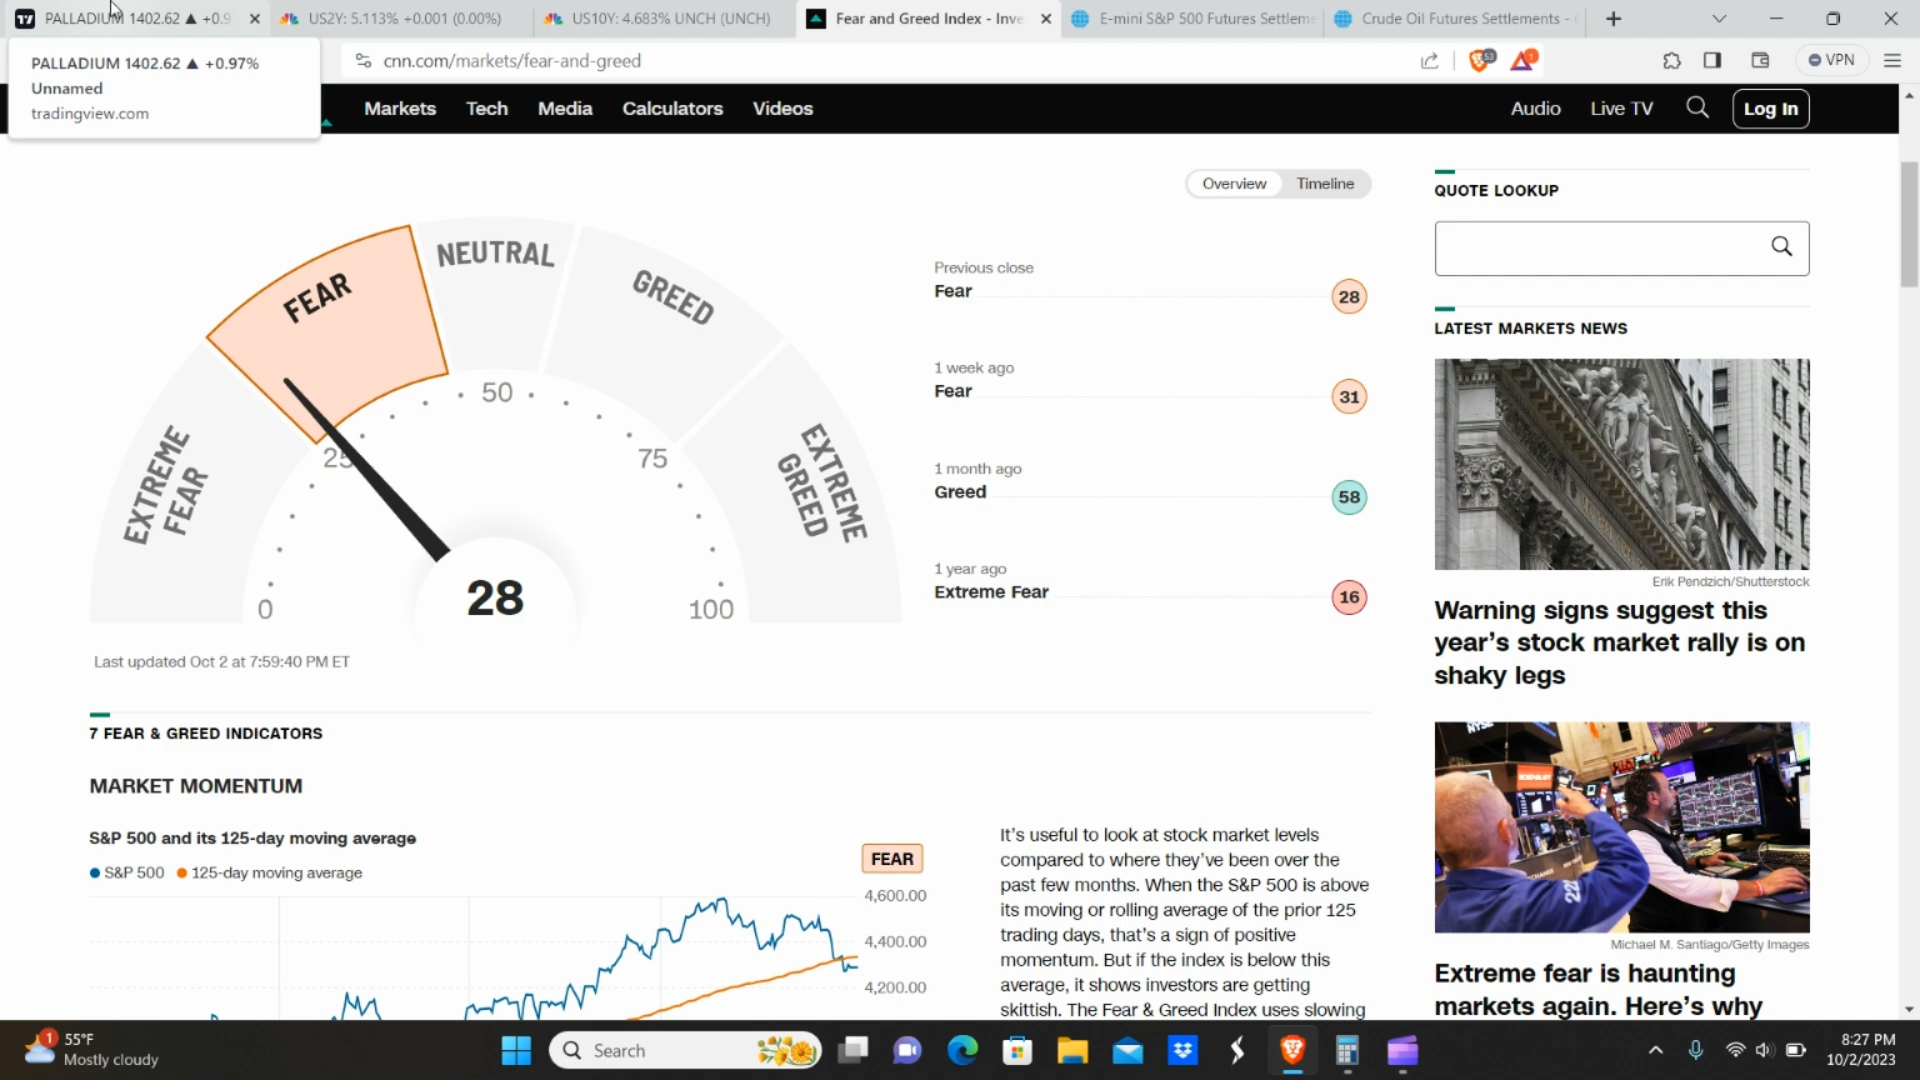 PALLADIUM 1402.62 ▲ +0.9
US2Y: 5.113% +0.001 (0.00%)
US10Y: 4.683% UNCH (UNCH)
Fear and Greed Index - Inve
E-mini S&P 500 Futures Settleme
Crude Oil Futures Settlements -
PALLADIUM 1402.62 ▲ +0.97%
Unnamed
tradingview.com
cnn.com/markets/fear-and-greed
53
1
VPN
Markets Tech Media Calculators Videos
Audio Live TV Log In
Overview Timeline
EXTREME
FEAR
FEAR
NEUTRAL
GREED
EXTREME
GREED
0
25
50
75
100
28
Last updated Oct 2 at 7:59:40 PM ET
Previous close
Fear 28
1 week ago
Fear 31
1 month ago
Greed 58
1 year ago
Extreme Fear 16
7 FEAR & GREED INDICATORS
MARKET MOMENTUM
S&P 500 and its 125-day moving average
S&P 500 125-day moving average
FEAR
4,600.00
4,400.00
4,200.00
It's useful to look at stock market levels
compared to where they've been over the
past few months. When the S&P 500 is above
its moving or rolling average of the prior 125
trading days, that's a sign of positive
momentum. But if the index is below this
average, it shows investors are getting
skittish. The Fear & Greed Index uses slowing
QUOTE LOOKUP
LATEST MARKETS NEWS
Erik Pendzich/Shutterstock
Warning signs suggest this
year's stock market rally is on
shaky legs
NYSE
Michael M. Santiago/Getty Images
Extreme fear is haunting
markets again. Here's why
1
55°F
Mostly cloudy
Search
8:27 PM
10/2/2023